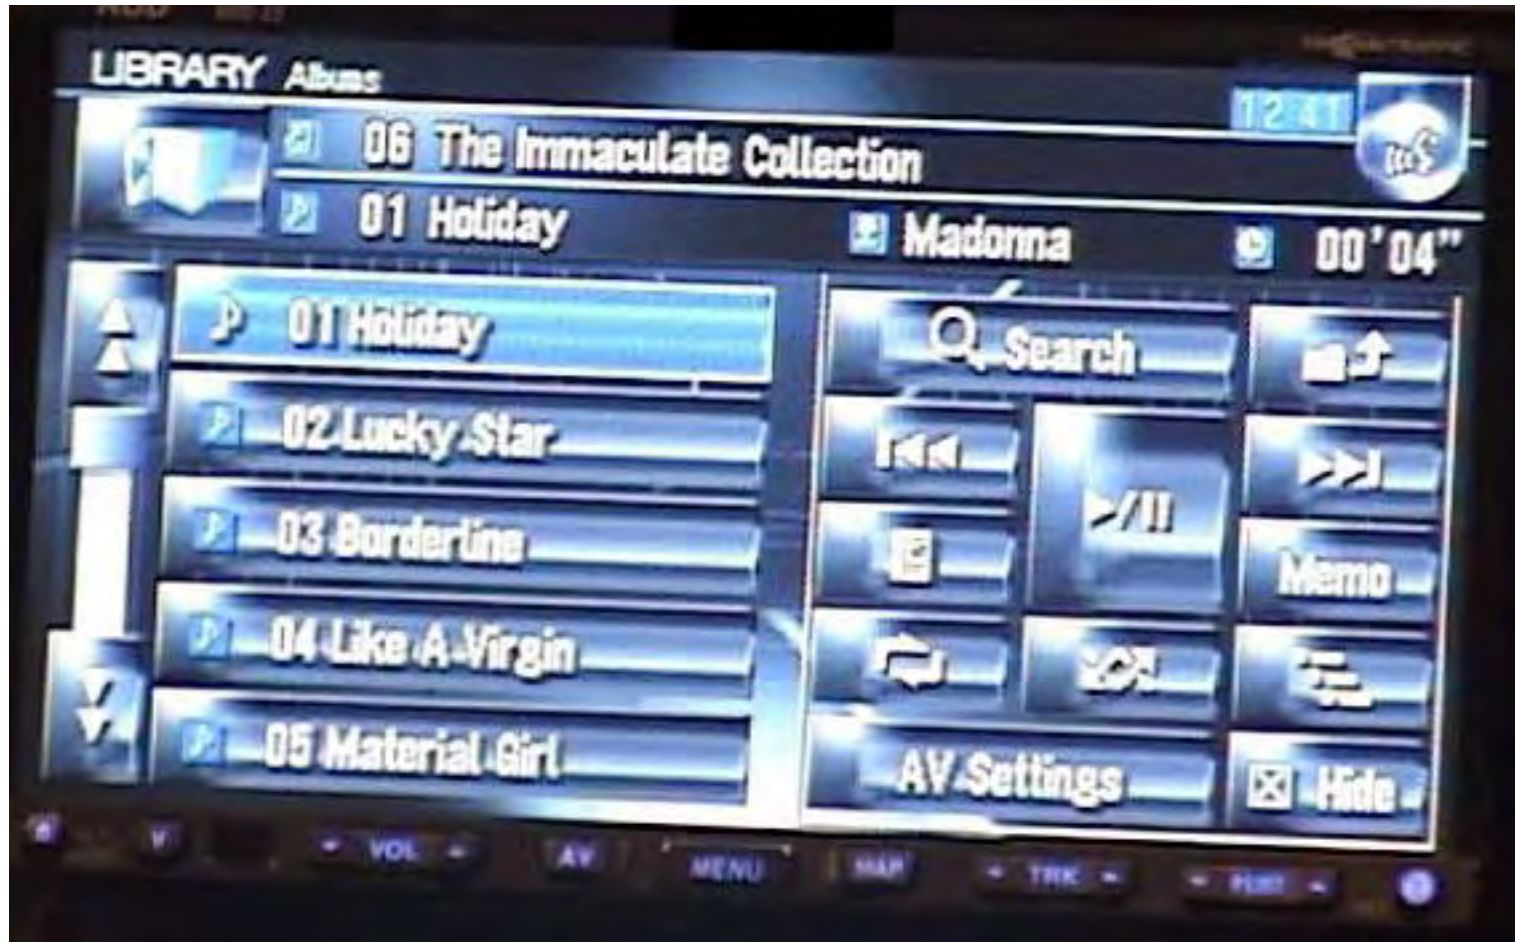 LIBRARY Albums
12:41
06 The Immaculate Collection
01 Holiday Madonna 00'04"
01 Holiday
02 Lucky Star
03 Borderline
04 Like A Virgin
05 Material Girl
Search
Memo
AV Settings
Hide
VOL AV MENU MAP TRK